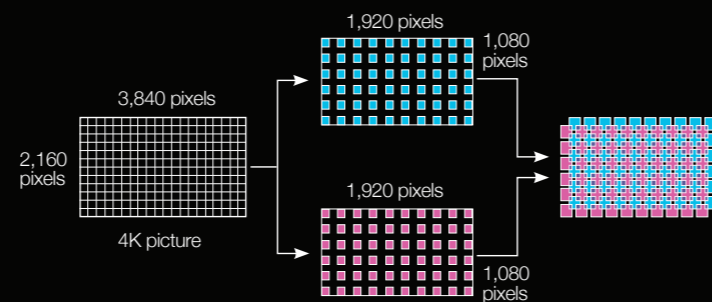 3,840 pixels
2,160
pixels
4K picture
1,920 pixels
1,080
pixels
1,920 pixels
1,080
pixels